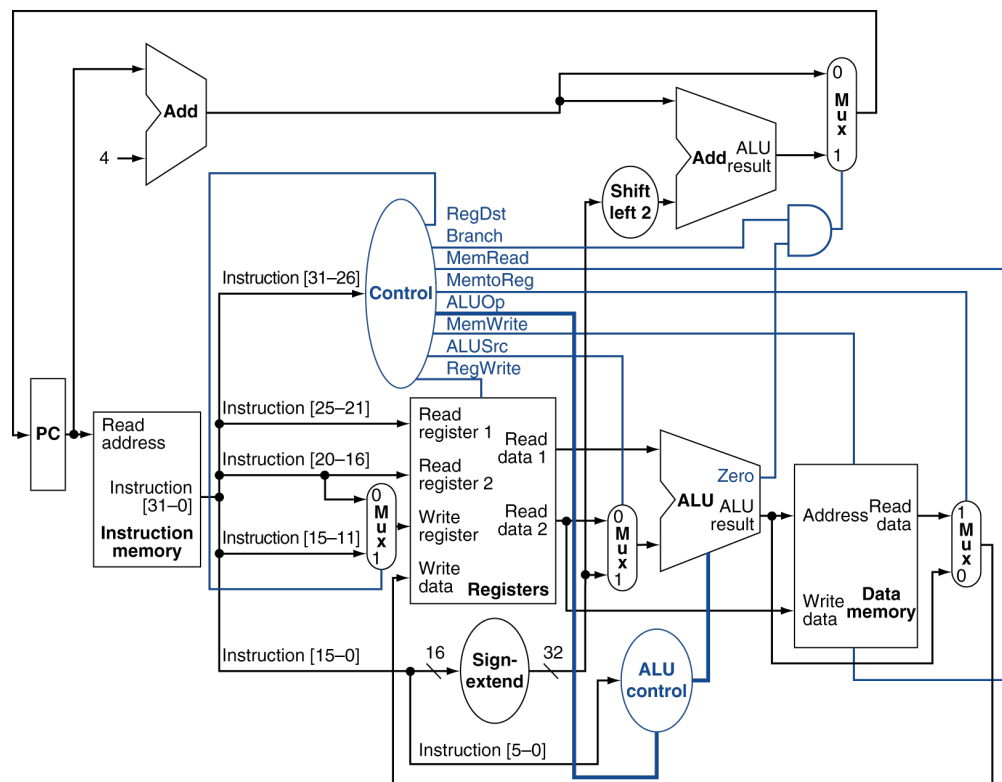 0
M
u
x
1
Add
4
Add
ALU
result
Shift
left 2
RegDst
Branch
MemRead
MemtoReg
ALUOp
MemWrite
ALUSrc
RegWrite
Control
Instruction [31–26]
Instruction [25–21]
Instruction [20–16]
Instruction [15–11]
Instruction [15–0]
Instruction [5–0]
PC
Read
address
Instruction
[31–0]
Instruction
memory
0
M
u
x
1
Read
register 1
Read
register 2
Write
register
Write
data
Read
data 1
Read
data 2
Registers
0
M
u
x
1
Zero
ALU
ALU
result
Address
Read
data
Write
data
Data
memory
1
M
u
x
0
16
Sign-
extend
32
ALU
control